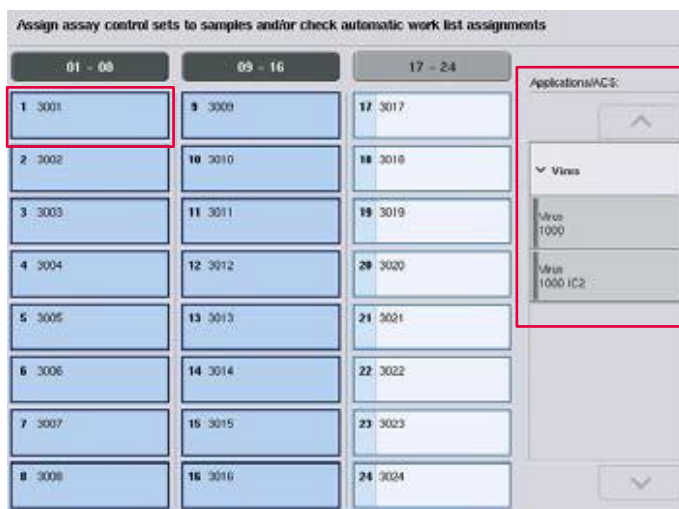 Assign assay control sets to samples and/or check automatic work list assignments
01 - 08
09 - 16
17 - 24
Applications/ACS:
1 3001
9 3009
17 3017
2 3002
10 3010
18 3018
Virus
3 3003
11 3011
19 3019
Virus
1000
4 3004
12 3012
20 3020
Virus
1000 IC2
5 3005
13 3013
21 3021
6 3006
14 3014
22 3022
7 3007
15 3015
23 3023
8 3008
16 3016
24 3024